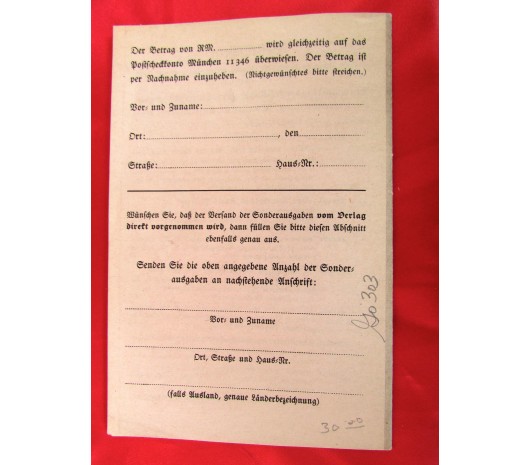 Der Betrag von RM. ............ wird gleichzeitig auf das
Postscheckkonto München 11346 überwiesen. Der Betrag ist
per Nachnahme einzuheben. (Nichtgewünschtes bitte streichen.)
Vor- und Zuname:
Ort: , den
Straße: Haus-Nr.:
Wünschen Sie, daß der Versand der Sonderausgaben vom Verlag
direkt vorgenommen wird, dann füllen Sie bitte diesen Abschnitt
ebenfalls genau aus.
Senden Sie die oben angegebene Anzahl der Sonder-
ausgaben an nachstehende Anschrift:
Vor- und Zuname
Ort, Straße und Haus-Nr.
(falls Ausland, genaue Länderbezeichnung)
303
30 00